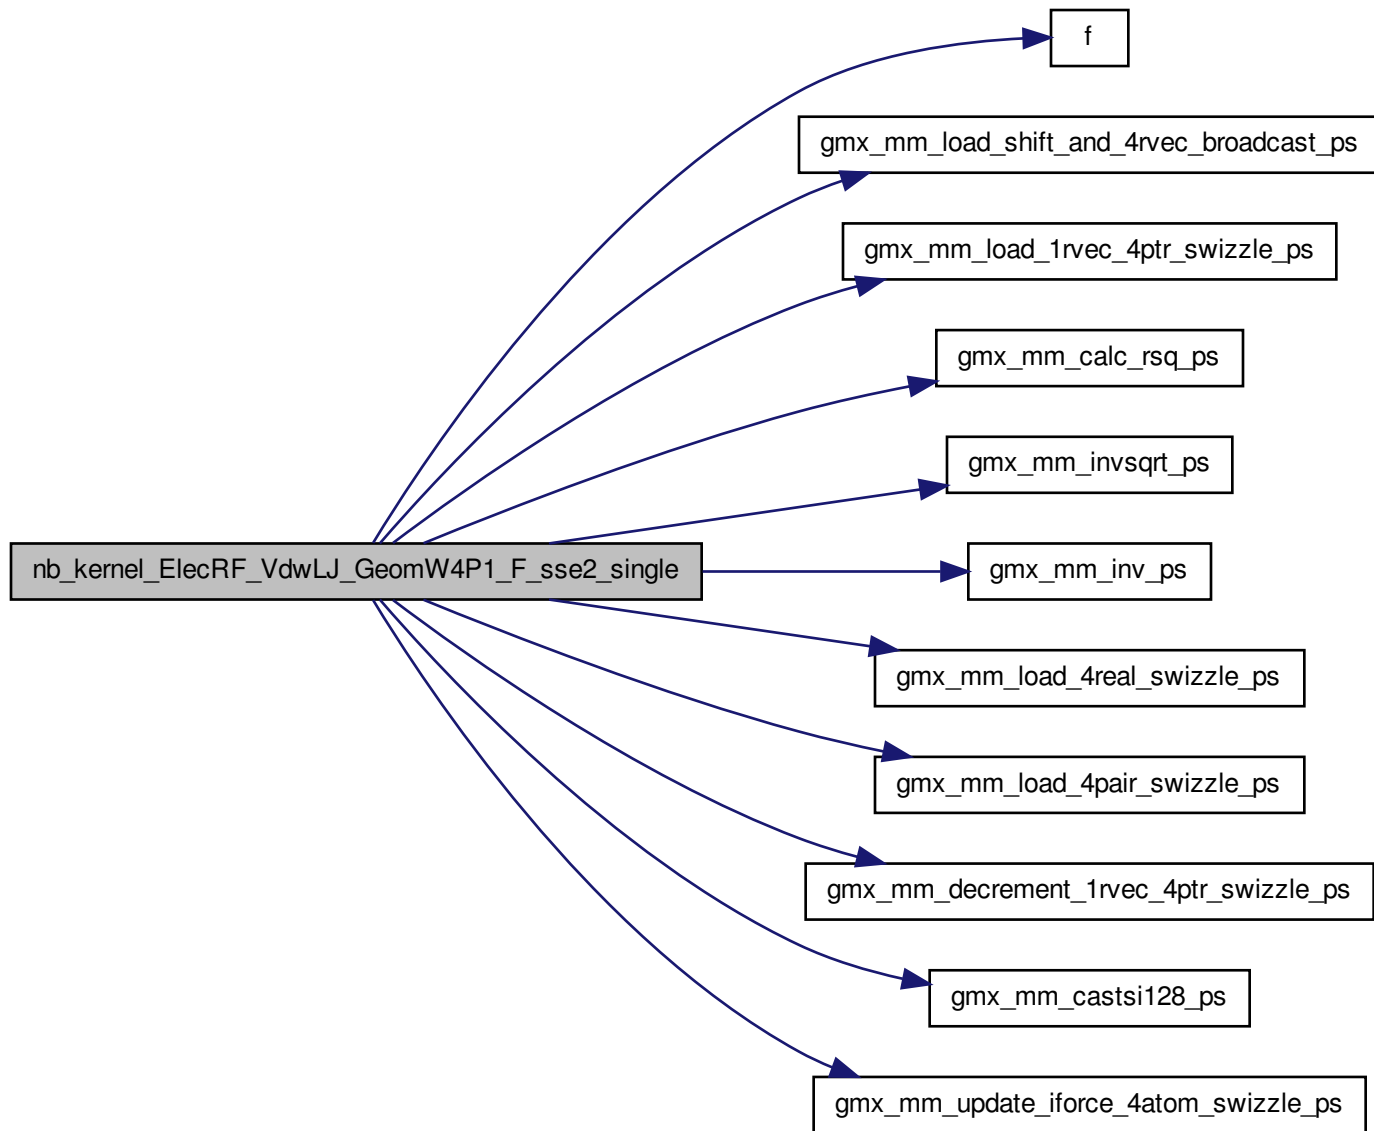 f
gmx_mm_load_shift_and_4rvec_broadcast_ps
gmx_mm_load_1rvec_4ptr_swizzle_ps
gmx_mm_calc_rsq_ps
gmx_mm_invsqrt_ps
nb_kernel_ElecRF_VdwLJ_GeomW4P1_F_sse2_single
gmx_mm_inv_ps
gmx_mm_load_4real_swizzle_ps
gmx_mm_load_4pair_swizzle_ps
gmx_mm_decrement_1rvec_4ptr_swizzle_ps
gmx_mm_castsi128_ps
gmx_mm_update_iforce_4atom_swizzle_ps